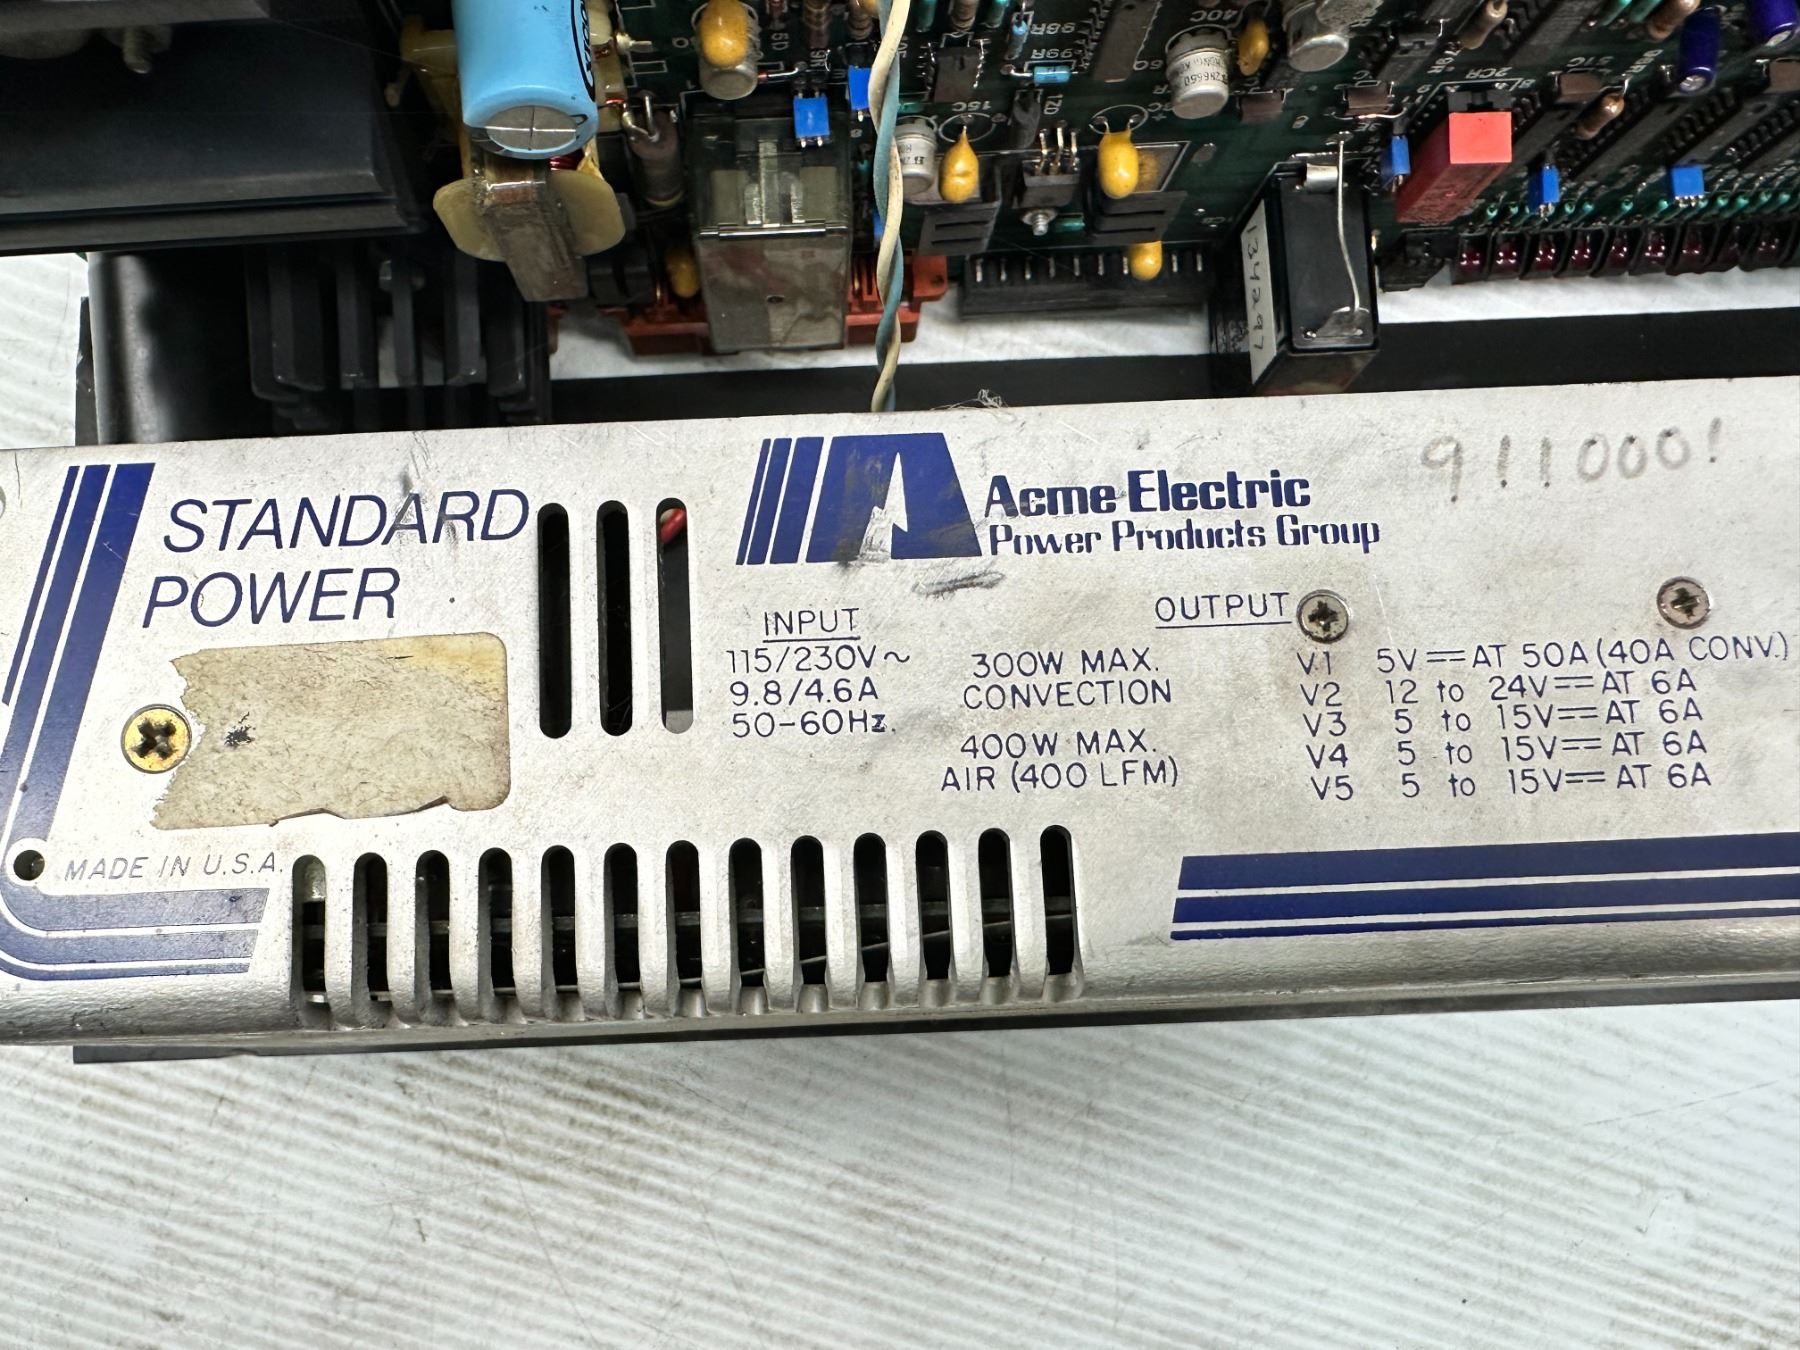 40C
15C
STANDARD
POWER
MADE IN U.S.A.
Acme Electric
Power Products Group
9110001
INPUT
115/230V~
9.8/4.6A
50-60Hz.
300W MAX.
CONVECTION
400W MAX.
AIR (400 LFM)
OUTPUT
V1 5V⎓AT 50A (40A CONV.)
V2 12 to 24V⎓AT 6A
V3 5 to 15V⎓AT 6A
V4 5 to 15V⎓AT 6A
V5 5 to 15V⎓AT 6A